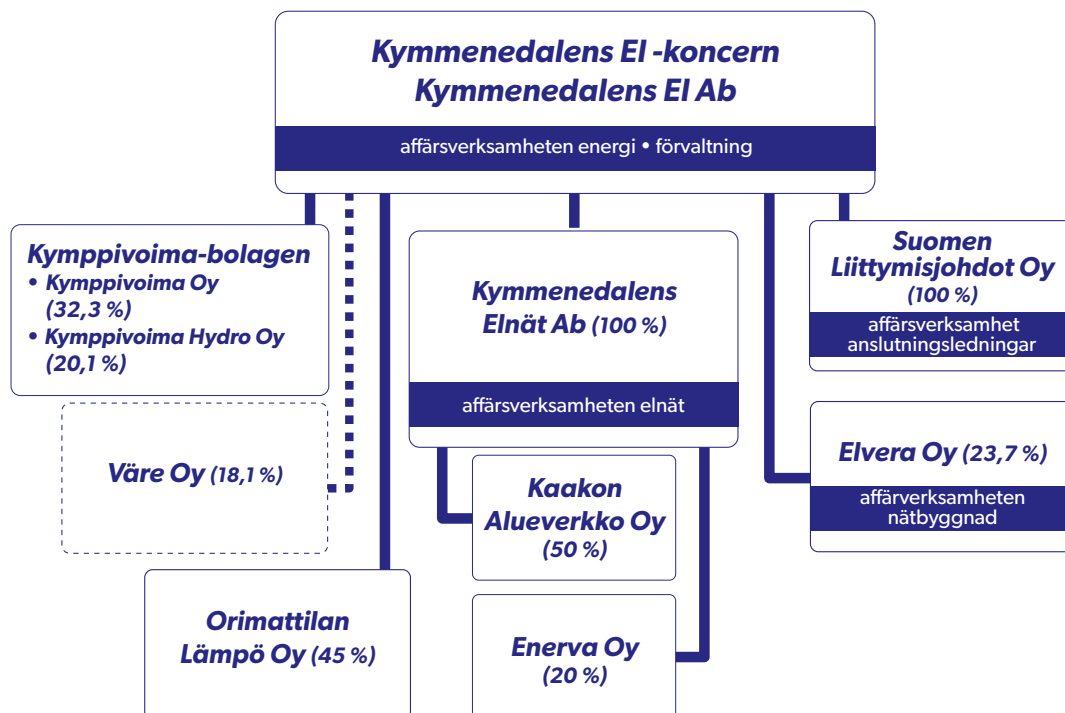 Kymmenedalens El -koncern
Kymmenedalens El Ab
affärsverksamheten energi • förvaltning
Kymppivoima-bolagen
• Kymppivoima Oy
(32,3 %)
• Kymppivoima Hydro Oy
(20,1 %)
Väre Oy (18,1 %)
Orimattilan
Lämpö Oy (45 %)
Kymmenedalens
Elnät Ab (100 %)
affärsverksamheten elnät
Kaakon
Alueverkko Oy
(50 %)
Enerva Oy
(20 %)
Suomen
Liittymisjohdot Oy
(100 %)
affärsverksamhet
anslutningsledningar
Elvera Oy (23,7 %)
affärverksamheten
nätbyggnad